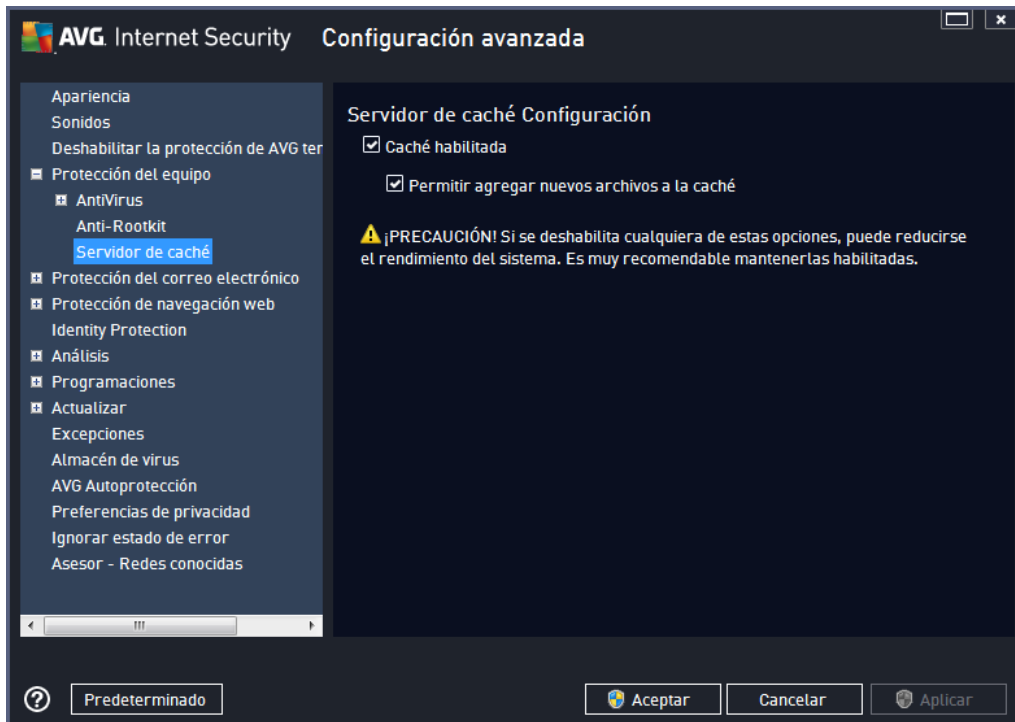 AVG. Internet Security Configuración avanzada
Apariencia
Sonidos
Deshabilitar la protección de AVG ter
Protección del equipo
AntiVirus
Anti-Rootkit
Servidor de caché
Protección del correo electrónico
Protección de navegación web
Identity Protection
Análisis
Programaciones
Actualizar
Excepciones
Almacén de virus
AVG Autoprotección
Preferencias de privacidad
Ignorar estado de error
Asesor - Redes conocidas
Servidor de caché Configuración
Caché habilitada
Permitir agregar nuevos archivos a la caché
¡PRECAUCIÓN! Si se deshabilita cualquiera de estas opciones, puede reducirse
el rendimiento del sistema. Es muy recomendable mantenerlas habilitadas.
Predeterminado
Aceptar
Cancelar
Aplicar